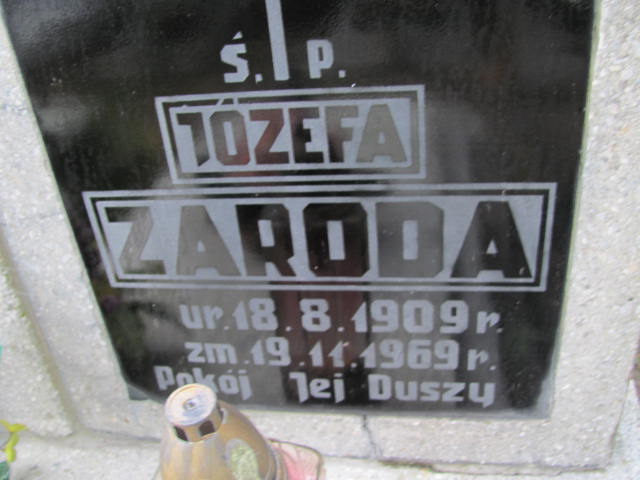 Ś. P.
JÓZEFA
ZARODA
ur. 18. 8. 1909 r.
zm. 19. 11. 1969 r.
Pokój Jej Duszy